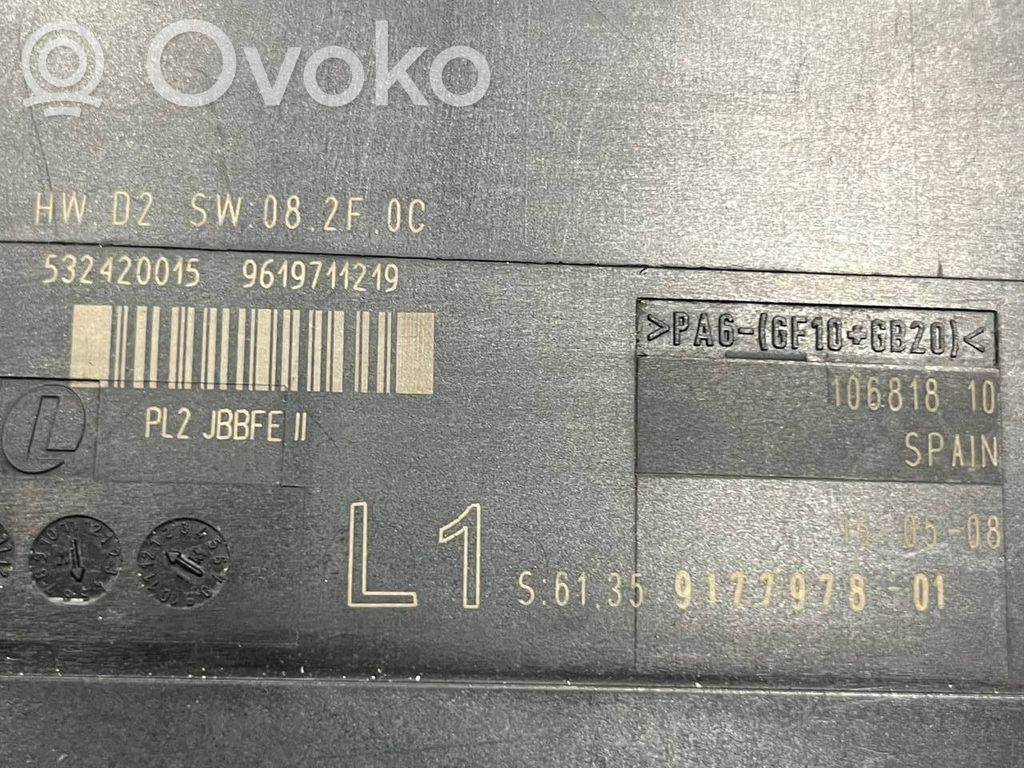 Ovoko
HW D2 SW.08.2F.0C
532420015 9619711219
>PA6-(GF10+GB20)<
106818 10
PL2 JBBFE II
SPAIN
05-08
L1
S:61.35 9177978-01